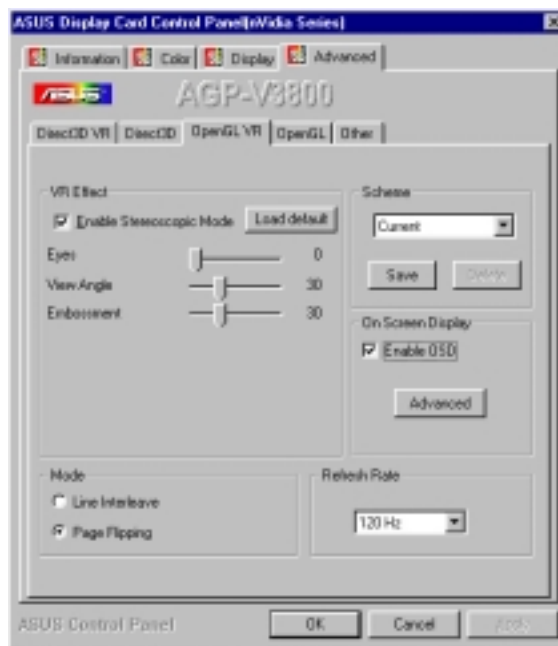 ASUS Display Card Control Panel(nVidia Series)
Information Color Display Advanced
ASUS AGP-V3800
Direct3D VR Direct3D OpenGL VR OpenGL Other
VR Effect
Enable Stereoscopic Mode Load default
Eyes 0
View Angle 30
Embossment 30
Scheme
Current
Save Delete
On Screen Display
Enable OSD
Advanced
Mode
Line Interleave
Page Flipping
Refresh Rate
120 Hz
ASUS Control Panel OK Cancel Apply